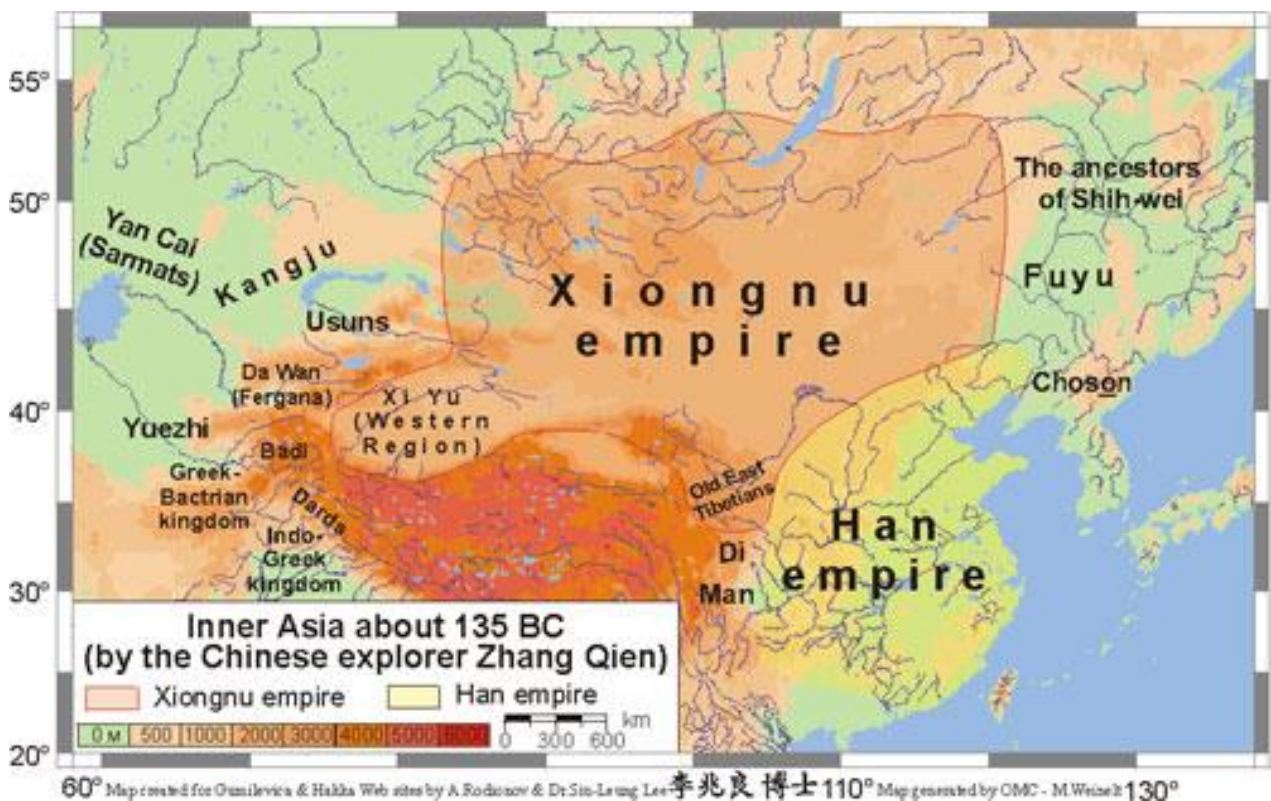 55°
50°
40°
30°
20°
The ancestors
of Shih-wei
Yan Cai
(Sarmats)
Kangju
Fuyu
Xiongnu
empire
Usuns
Da Wan
(Fergana)
Xi Yu
(Western
Region)
Choson
Yuezhi
Badi
Greek-
Bactrian
kingdom
Dards
Old East
Tibetians
Indo-
Greek
kingdom
Di
Man
Han
empire
Inner Asia about 135 BC
(by the Chinese explorer Zhang Qien)
Xiongnu empire
Han empire
0 M 500 1000 2000 3000 4000 5000 6000
km
0 300 600
60°
Map created for Gumilevica & Hakka Web sites by A.Rodionov & Dr Siu-Leung Lee 李兆良博士
110°
Map generated by OMC - M.Weinelt
130°